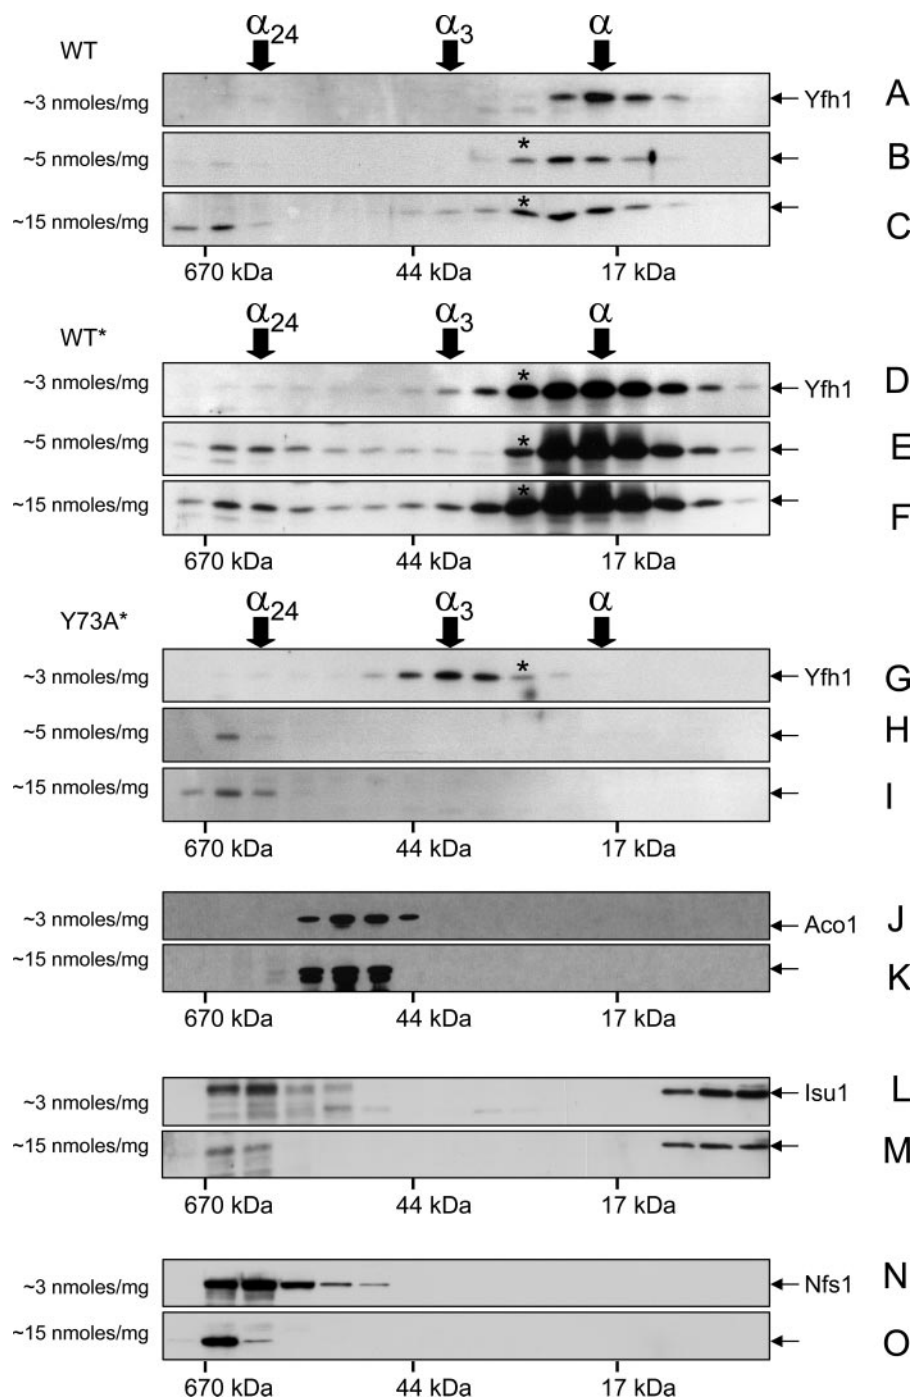 α24 α3 α
WT
~3 nmoles/mg Yfh1 A
* 
~5 nmoles/mg B
*
~15 nmoles/mg C
670 kDa 44 kDa 17 kDa
α24 α3 α
WT*
*
~3 nmoles/mg Yfh1 D
*
~5 nmoles/mg E
*
~15 nmoles/mg F
670 kDa 44 kDa 17 kDa
α24 α3 α
Y73A*
*
~3 nmoles/mg Yfh1 G
~5 nmoles/mg H
~15 nmoles/mg I
670 kDa 44 kDa 17 kDa
~3 nmoles/mg Aco1 J
~15 nmoles/mg K
670 kDa 44 kDa 17 kDa
~3 nmoles/mg Isu1 L
~15 nmoles/mg M
670 kDa 44 kDa 17 kDa
~3 nmoles/mg Nfs1 N
~15 nmoles/mg O
670 kDa 44 kDa 17 kDa